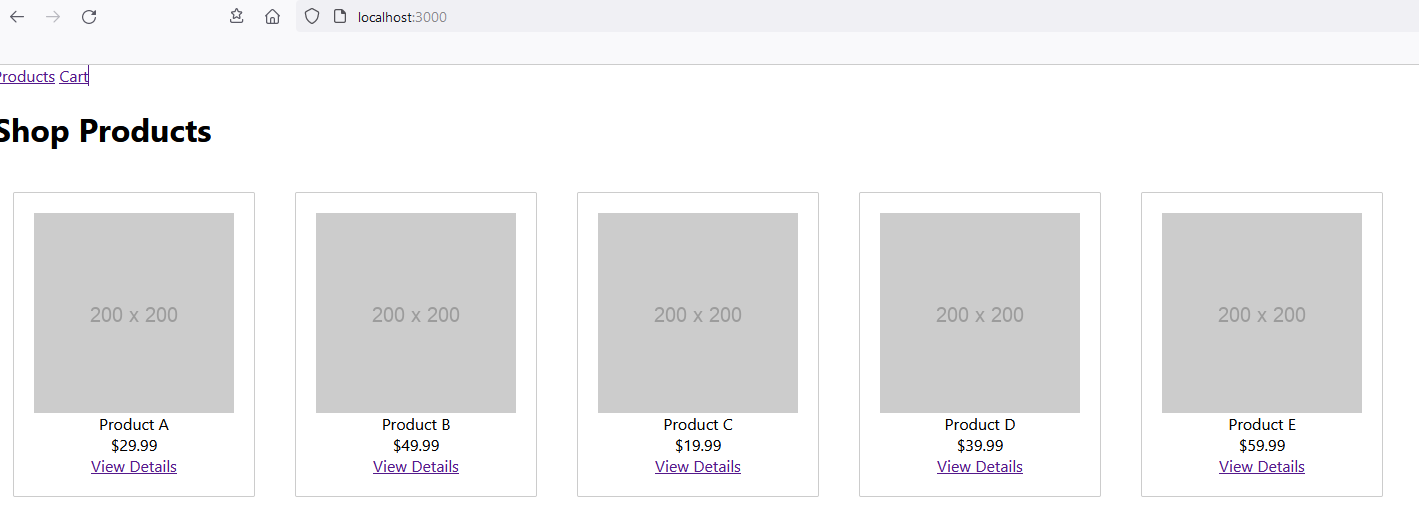 localhost:3000
Products Cart
Shop Products
200 x 200 200 x 200 200 x 200 200 x 200 200 x 200
Product A Product B Product C Product D Product E
$29.99 $49.99 $19.99 $39.99 $59.99
View Details View Details View Details View Details View Details